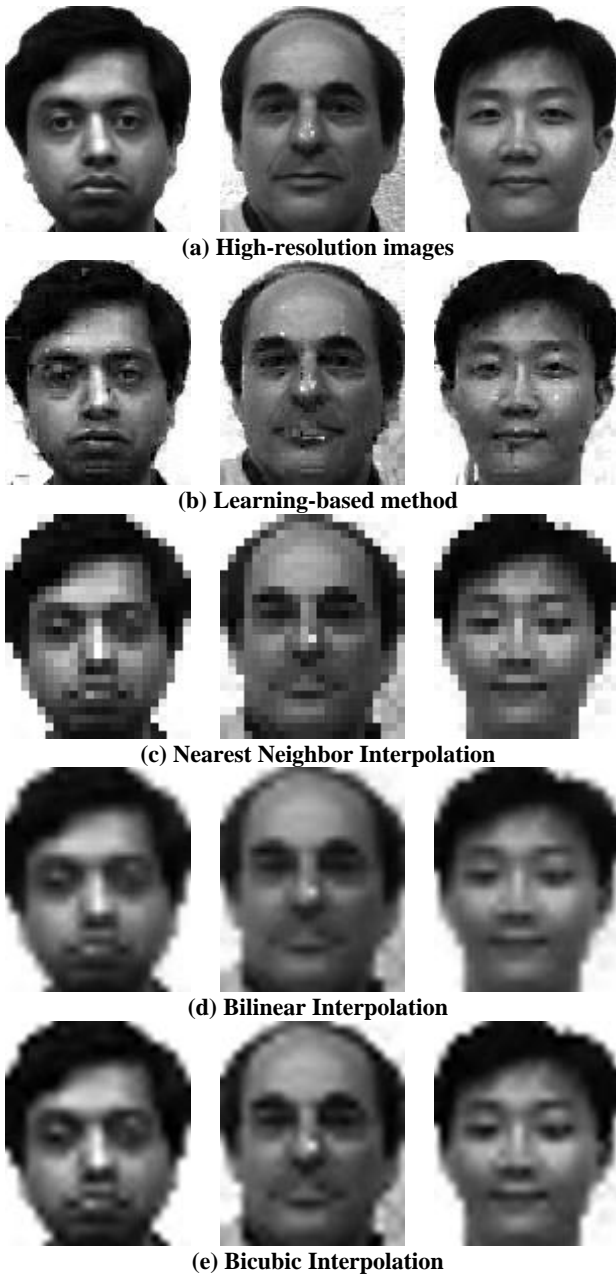 (a) High-resolution images
(b) Learning-based method
(c) Nearest Neighbor Interpolation
(d) Bilinear Interpolation
(e) Bicubic Interpolation